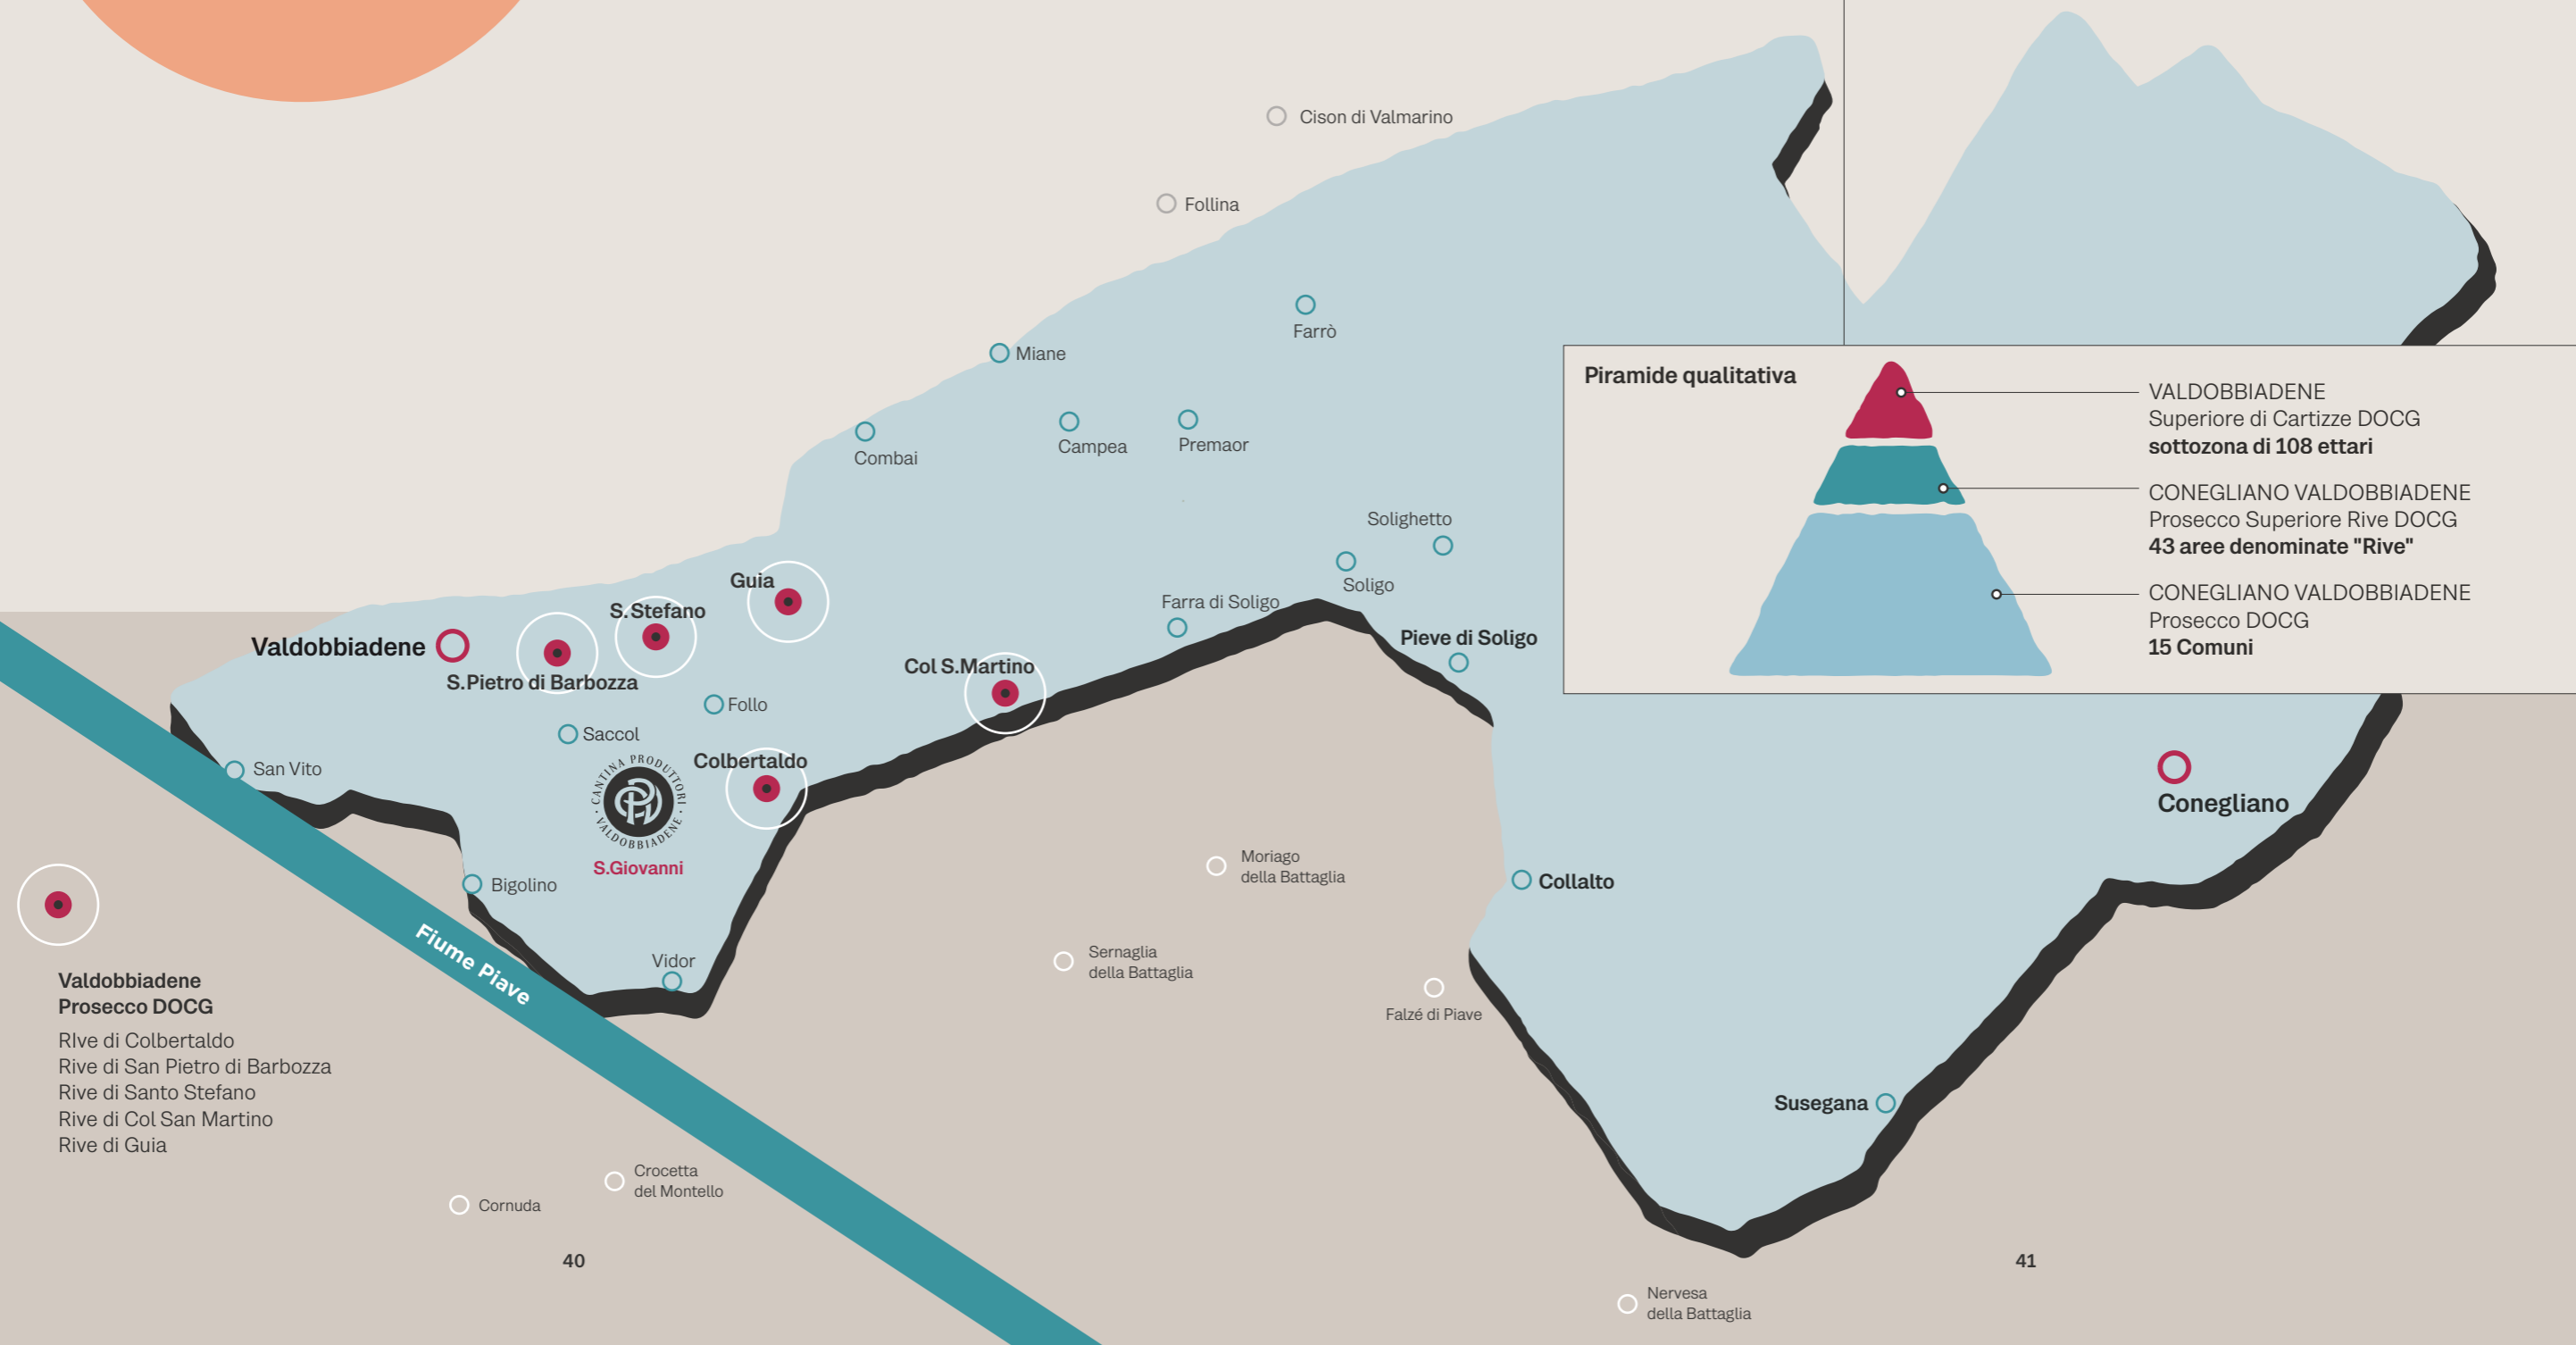 Cison di Valmarino
Follina
Farrò
Miane
Campea
Premaor
Combai
Solighetto
Soligo
Farra di Soligo
Pieve di Soligo
Guia
S.Stefano
Valdobbiadene
S.Pietro di Barbozza
Col S.Martino
Follo
Saccol
Colbertaldo
San Vito
CANTINA PRODUTTORI
· VALDOBBIADENE ·
S.Giovanni
Bigolino
Vidor
Fiume Piave
Moriago
della Battaglia
Sernaglia
della Battaglia
Falzé di Piave
Collalto
Conegliano
Susegana
Nervesa
della Battaglia
Crocetta
del Montello
Cornuda
Piramide qualitativa
VALDOBBIADENE
Superiore di Cartizze DOCG
sottozona di 108 ettari
CONEGLIANO VALDOBBIADENE
Prosecco Superiore Rive DOCG
43 aree denominate "Rive"
CONEGLIANO VALDOBBIADENE
Prosecco DOCG
15 Comuni
Valdobbiadene
Prosecco DOCG
RIve di Colbertaldo
Rive di San Pietro di Barbozza
Rive di Santo Stefano
Rive di Col San Martino
Rive di Guia
40
41